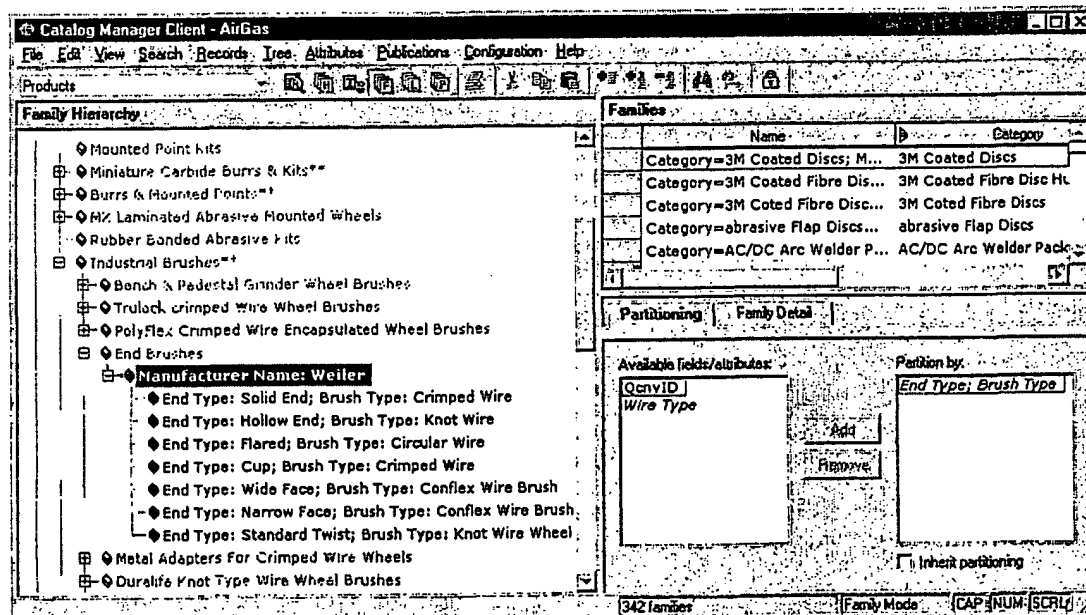 Catalog Manager Client - AirGas
File Edit View Search Records Tree Attributes Publications Configuration Help
Products
Family Hierarchy
Mounted Point Kits
Miniature Carbide Burrs & Kits**
Burrs & Mounted Points**
MX Laminated Abrasive Mounted Wheels
Rubber Bonded Abrasive Kits
Industrial Brushes**
Bench & Pedestal Grinder Wheel Brushes
Trulock crimped Wire Wheel Brushes
PolyFlex Crimped Wire Encapsulated Wheel Brushes
End Brushes
Manufacturer Name: Weiler
End Type: Solid End; Brush Type: Crimped Wire
End Type: Hollow End; Brush Type: Knot Wire
End Type: Flared; Brush Type: Circular Wire
End Type: Cup; Brush Type: Crimped Wire
End Type: Wide Face; Brush Type: Conflex Wire Brush
End Type: Narrow Face; Brush Type: Conflex Wire Brush
End Type: Standard Twist; Brush Type: Knot Wire Wheel
Metal Adapters For Crimped Wire Wheels
Duralife Knot Type Wire Wheel Brushes
Families
Name Category
Category=3M Coated Discs; M... 3M Coated Discs
Category=3M Coated Fibre Dis... 3M Coated Fibre Disc Hu
Category=3M Coted Fibre Disc... 3M Coted Fibre Discs
Category=abrasive Flap Discs... abrasive Flap Discs
Category=AC/DC Arc Welder P... AC/DC Arc Welder Pack
Partitioning Family Detail
Available fields/attributes: Partition by:
QcnvID End Type; Brush Type
Wire Type
Add
Remove
Inherit partitioning
342 families Family Mode CAP NUM SCRL